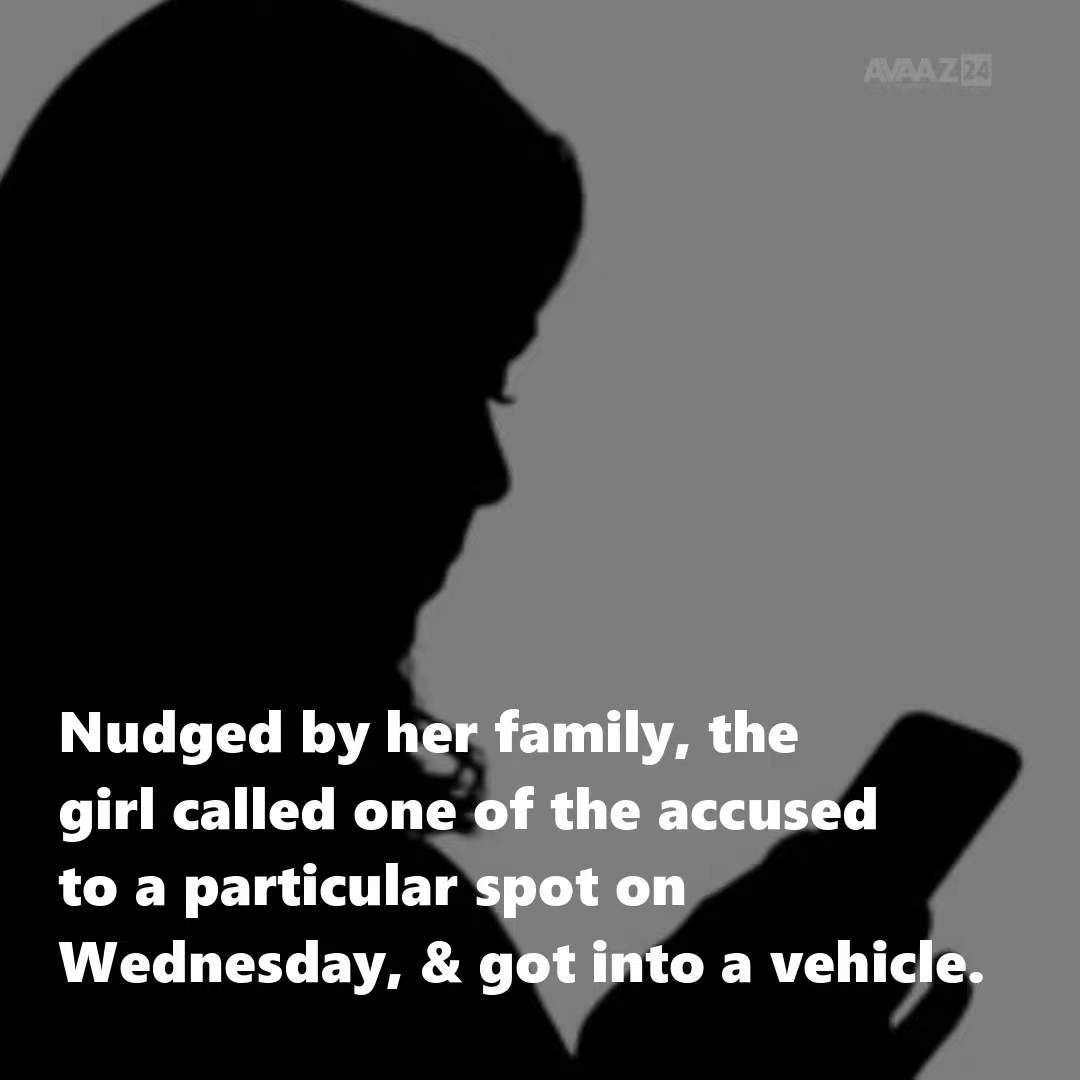 AVAAZ24
Nudged by her family, the
girl called one of the accused
to a particular spot on
Wednesday, & got into a vehicle.